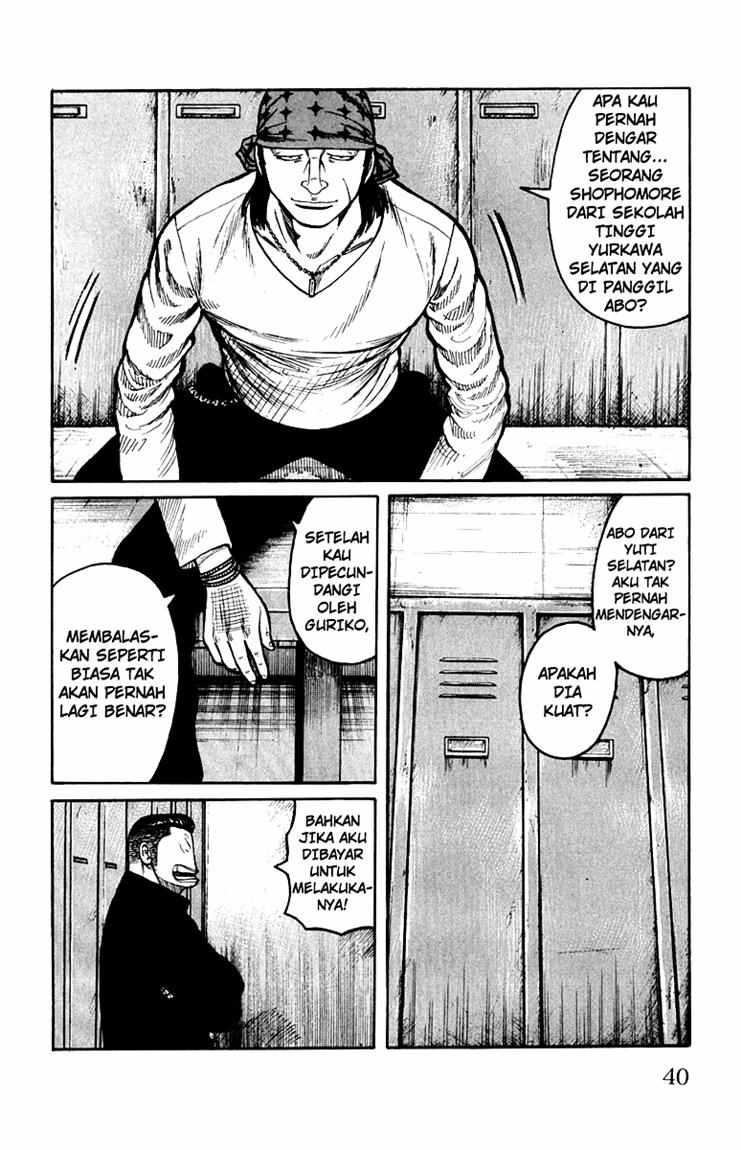 APA KAU
PERNAH
DENGAR
TENTANG...
SEORANG
SHOPHOMORE
DARI SEKOLAH
TINGGI
YURKAWA
SELATAN YANG
DI PANGGIL
ABO?
ABO DARI
YUTI
SELATAN?
AKU TAK
PERNAH
MENDENGAR-
NYA,
APAKAH
DIA
KUAT?
SETELAH
KAU
DIPECUN-
DANGI
OLEH
GURIKO,
MEMBALAS-
KAN SEPERTI
BIASA TAK
AKAN PERNAH
LAGI BENAR?
BAHKAN
JIKA AKU
DIBAYAR
UNTUK
MELAKUKA-
NYA!
40